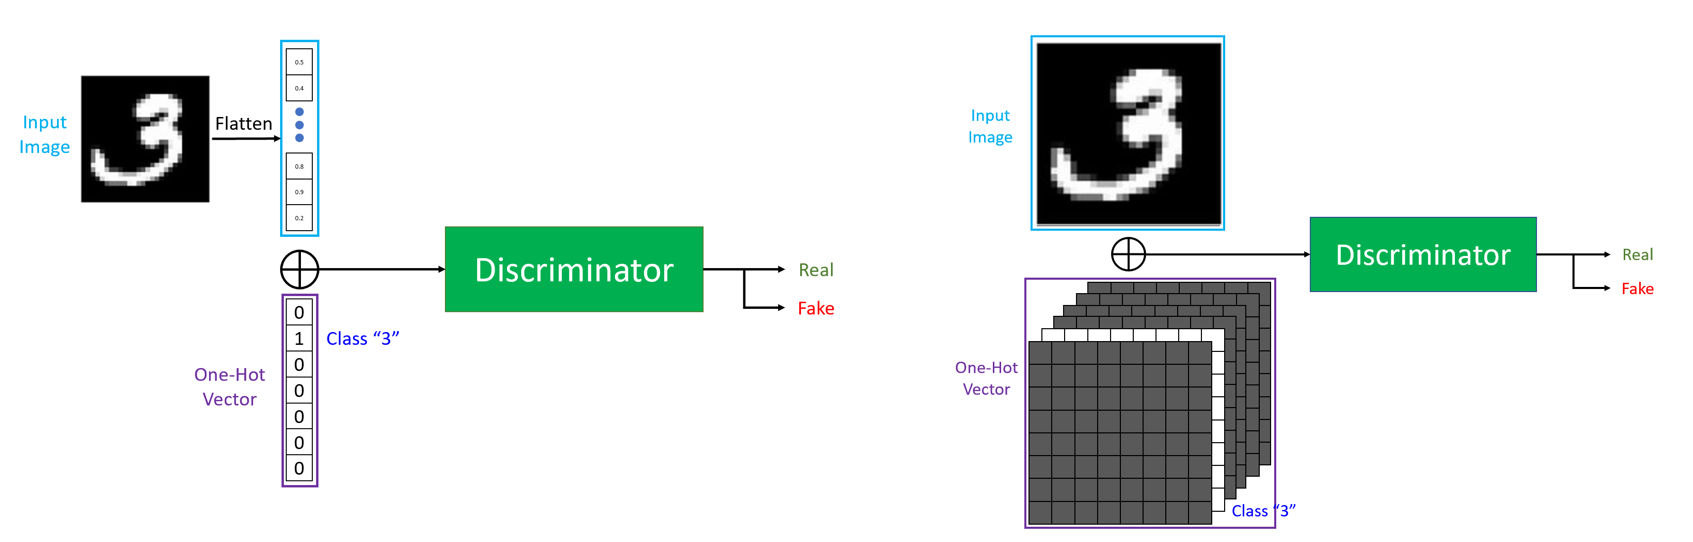 Input
Image
Flatten
0.5
0.4
0.8
0.9
0.2
Discriminator
Real
Fake
One-Hot
Vector
0
1
0
0
0
0
0
Class “3”
Input
Image
Discriminator
Real
Fake
One-Hot
Vector
Class “3”